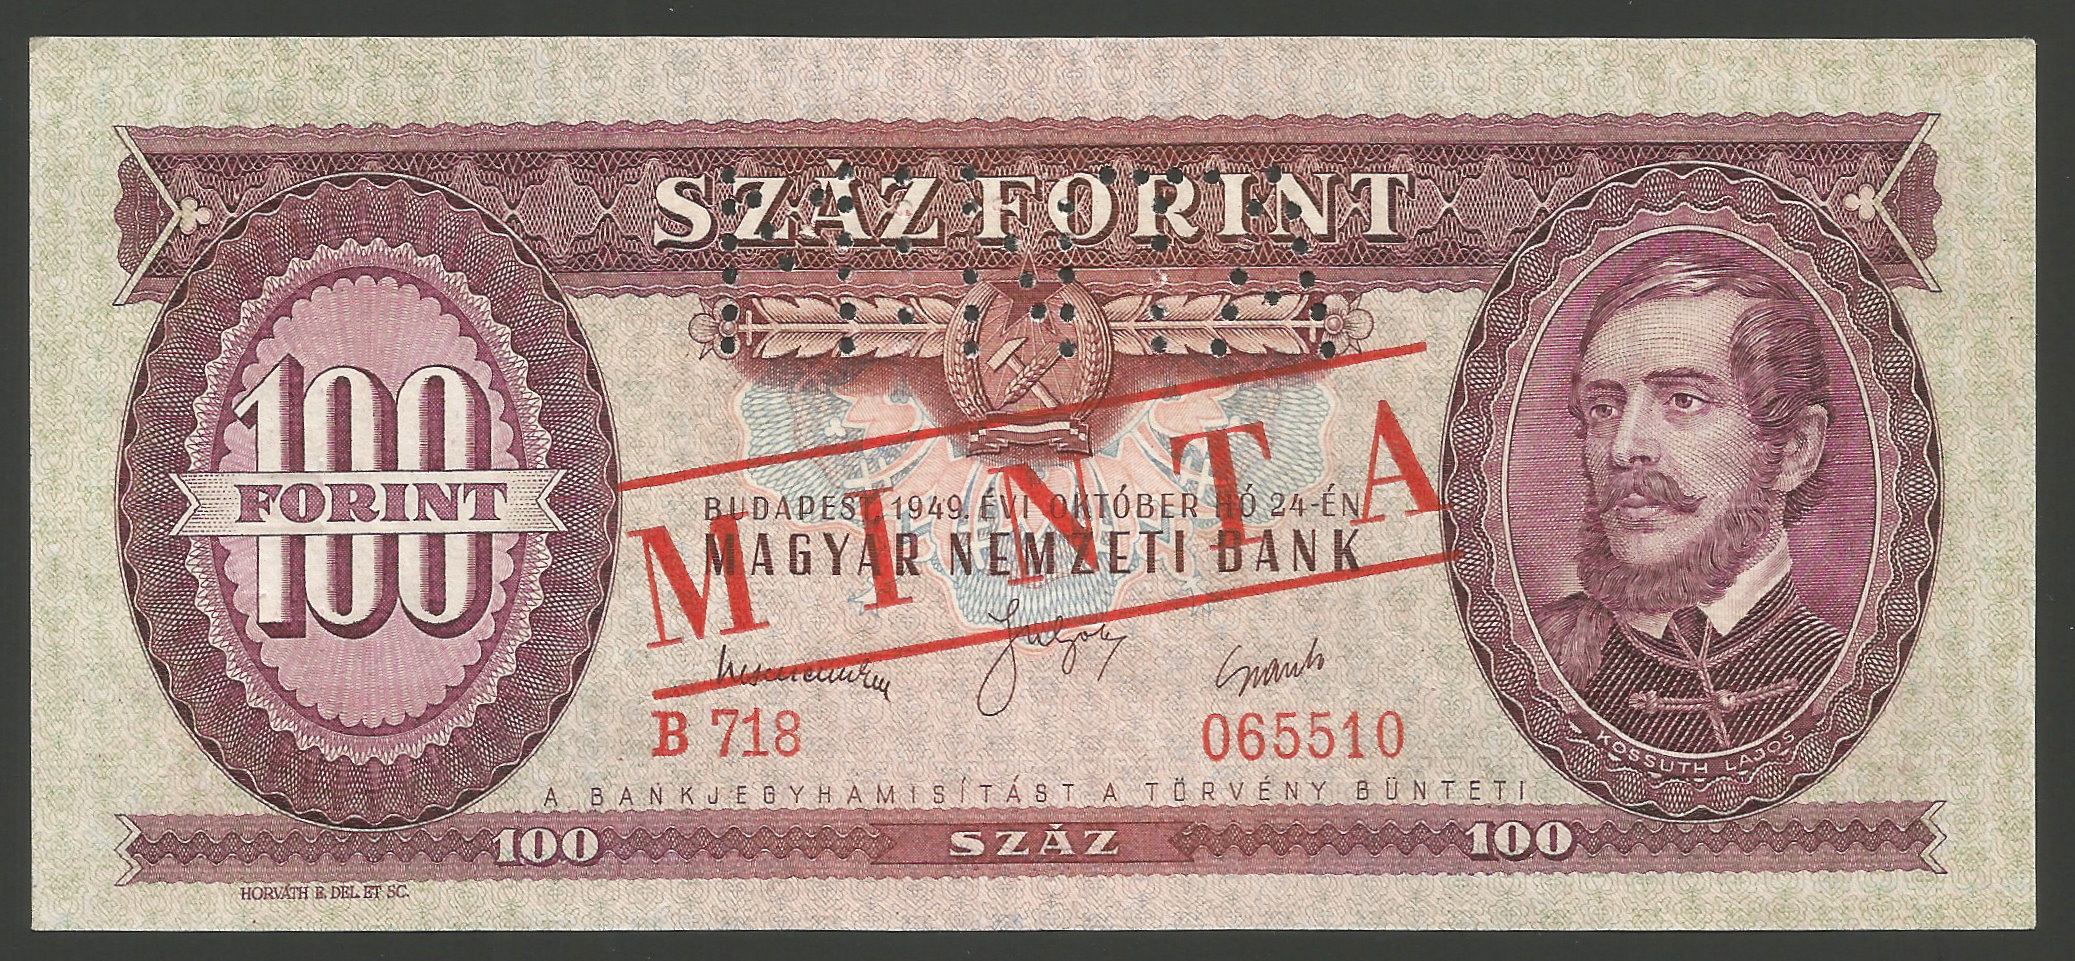 SZÁZ FORINT
MINTA
100
FORINT
BUDAPEST, 1949. ÉVI OKTÓBER HÓ 24-ÉN
MAGYAR NEMZETI BANK
MINTA
B 718
065510
KOSSUTH LAJOS
A BANKJEGYHAMISÍTÁST A TÖRVÉNY BÜNTETI
100
SZÁZ
100
HORVÁTH E. DEL. ET SC.